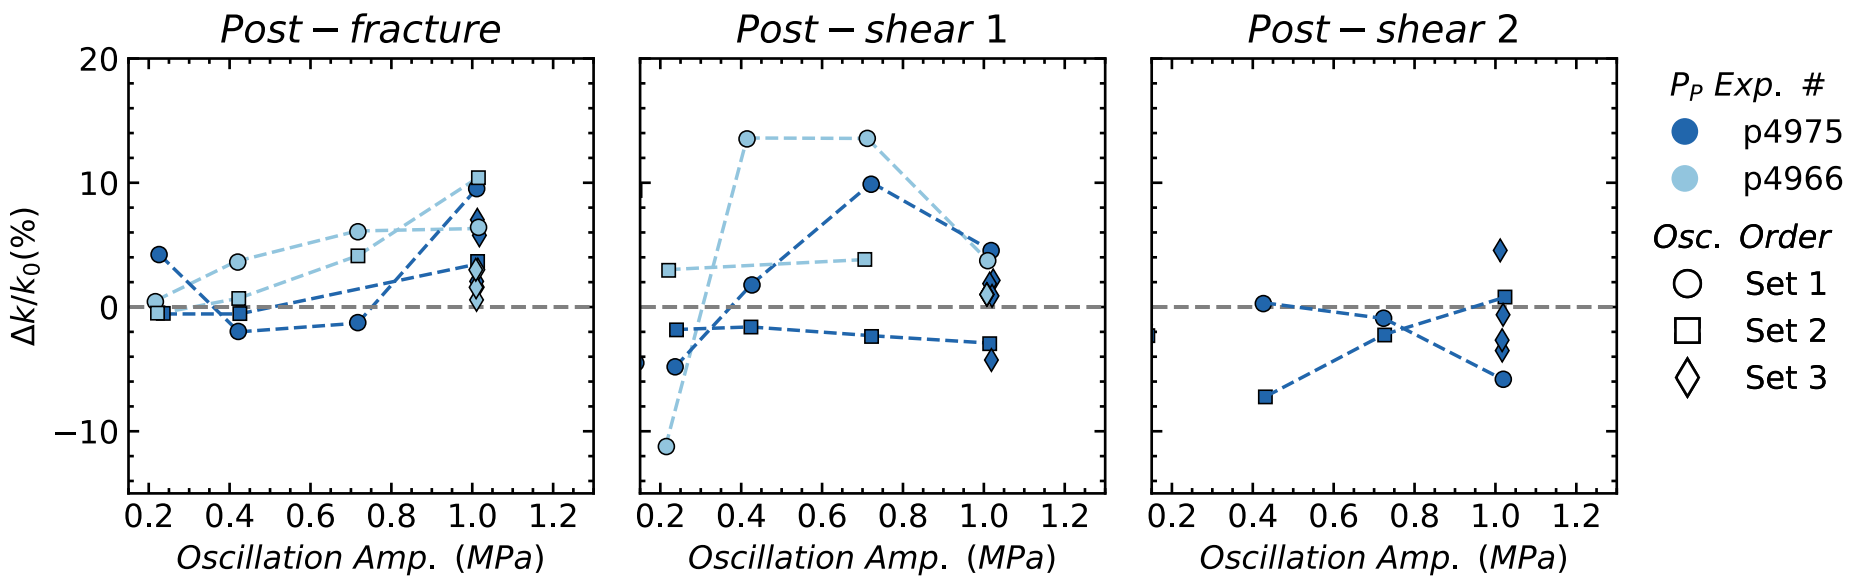 Post − fracture
Post − shear 1
Post − shear 2
Δk/k0(%)
20
10
0
−10
0.2 0.4 0.6 0.8 1.0 1.2
0.2 0.4 0.6 0.8 1.0 1.2
0.2 0.4 0.6 0.8 1.0 1.2
Oscillation Amp. (MPa)
Oscillation Amp. (MPa)
Oscillation Amp. (MPa)
PP Exp. #
p4975
p4966
Osc. Order
Set 1
Set 2
Set 3